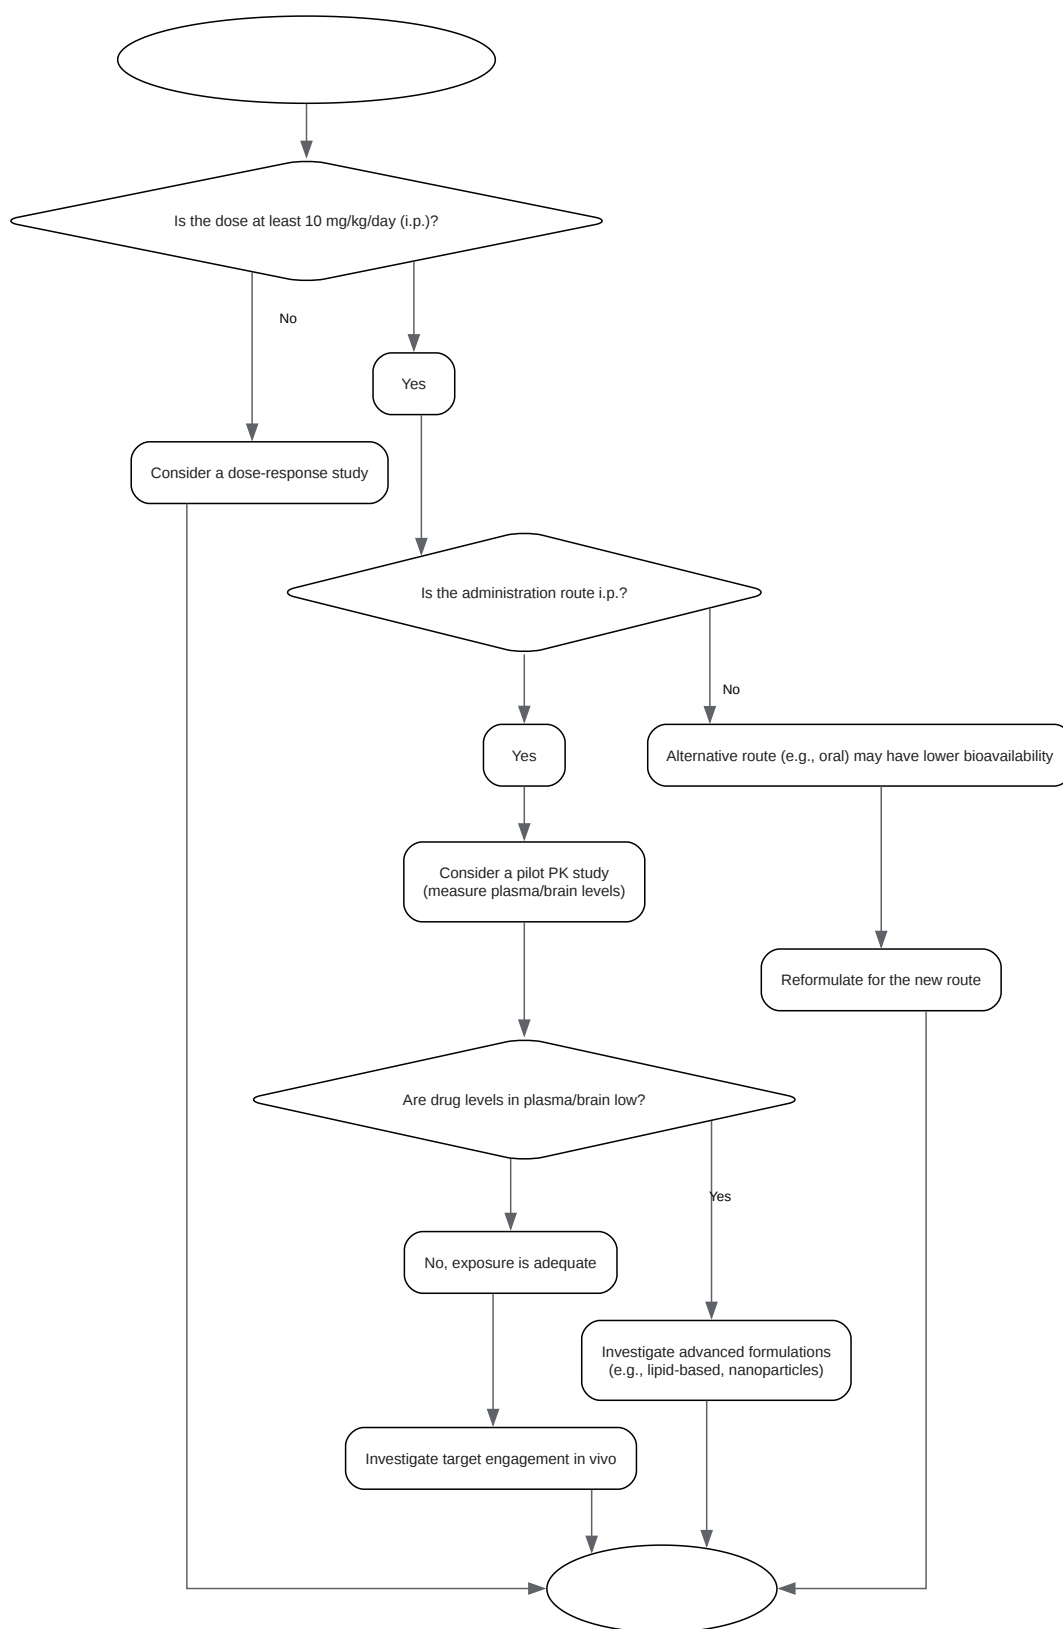 Is the dose at least 10 mg/kg/day (i.p.)?
No
Yes
Consider a dose-response study
Is the administration route i.p.?
No
Yes
Alternative route (e.g., oral) may have lower bioavailability
Consider a pilot PK study
(measure plasma/brain levels)
Reformulate for the new route
Are drug levels in plasma/brain low?
Yes
No, exposure is adequate
Investigate advanced formulations
(e.g., lipid-based, nanoparticles)
Investigate target engagement in vivo